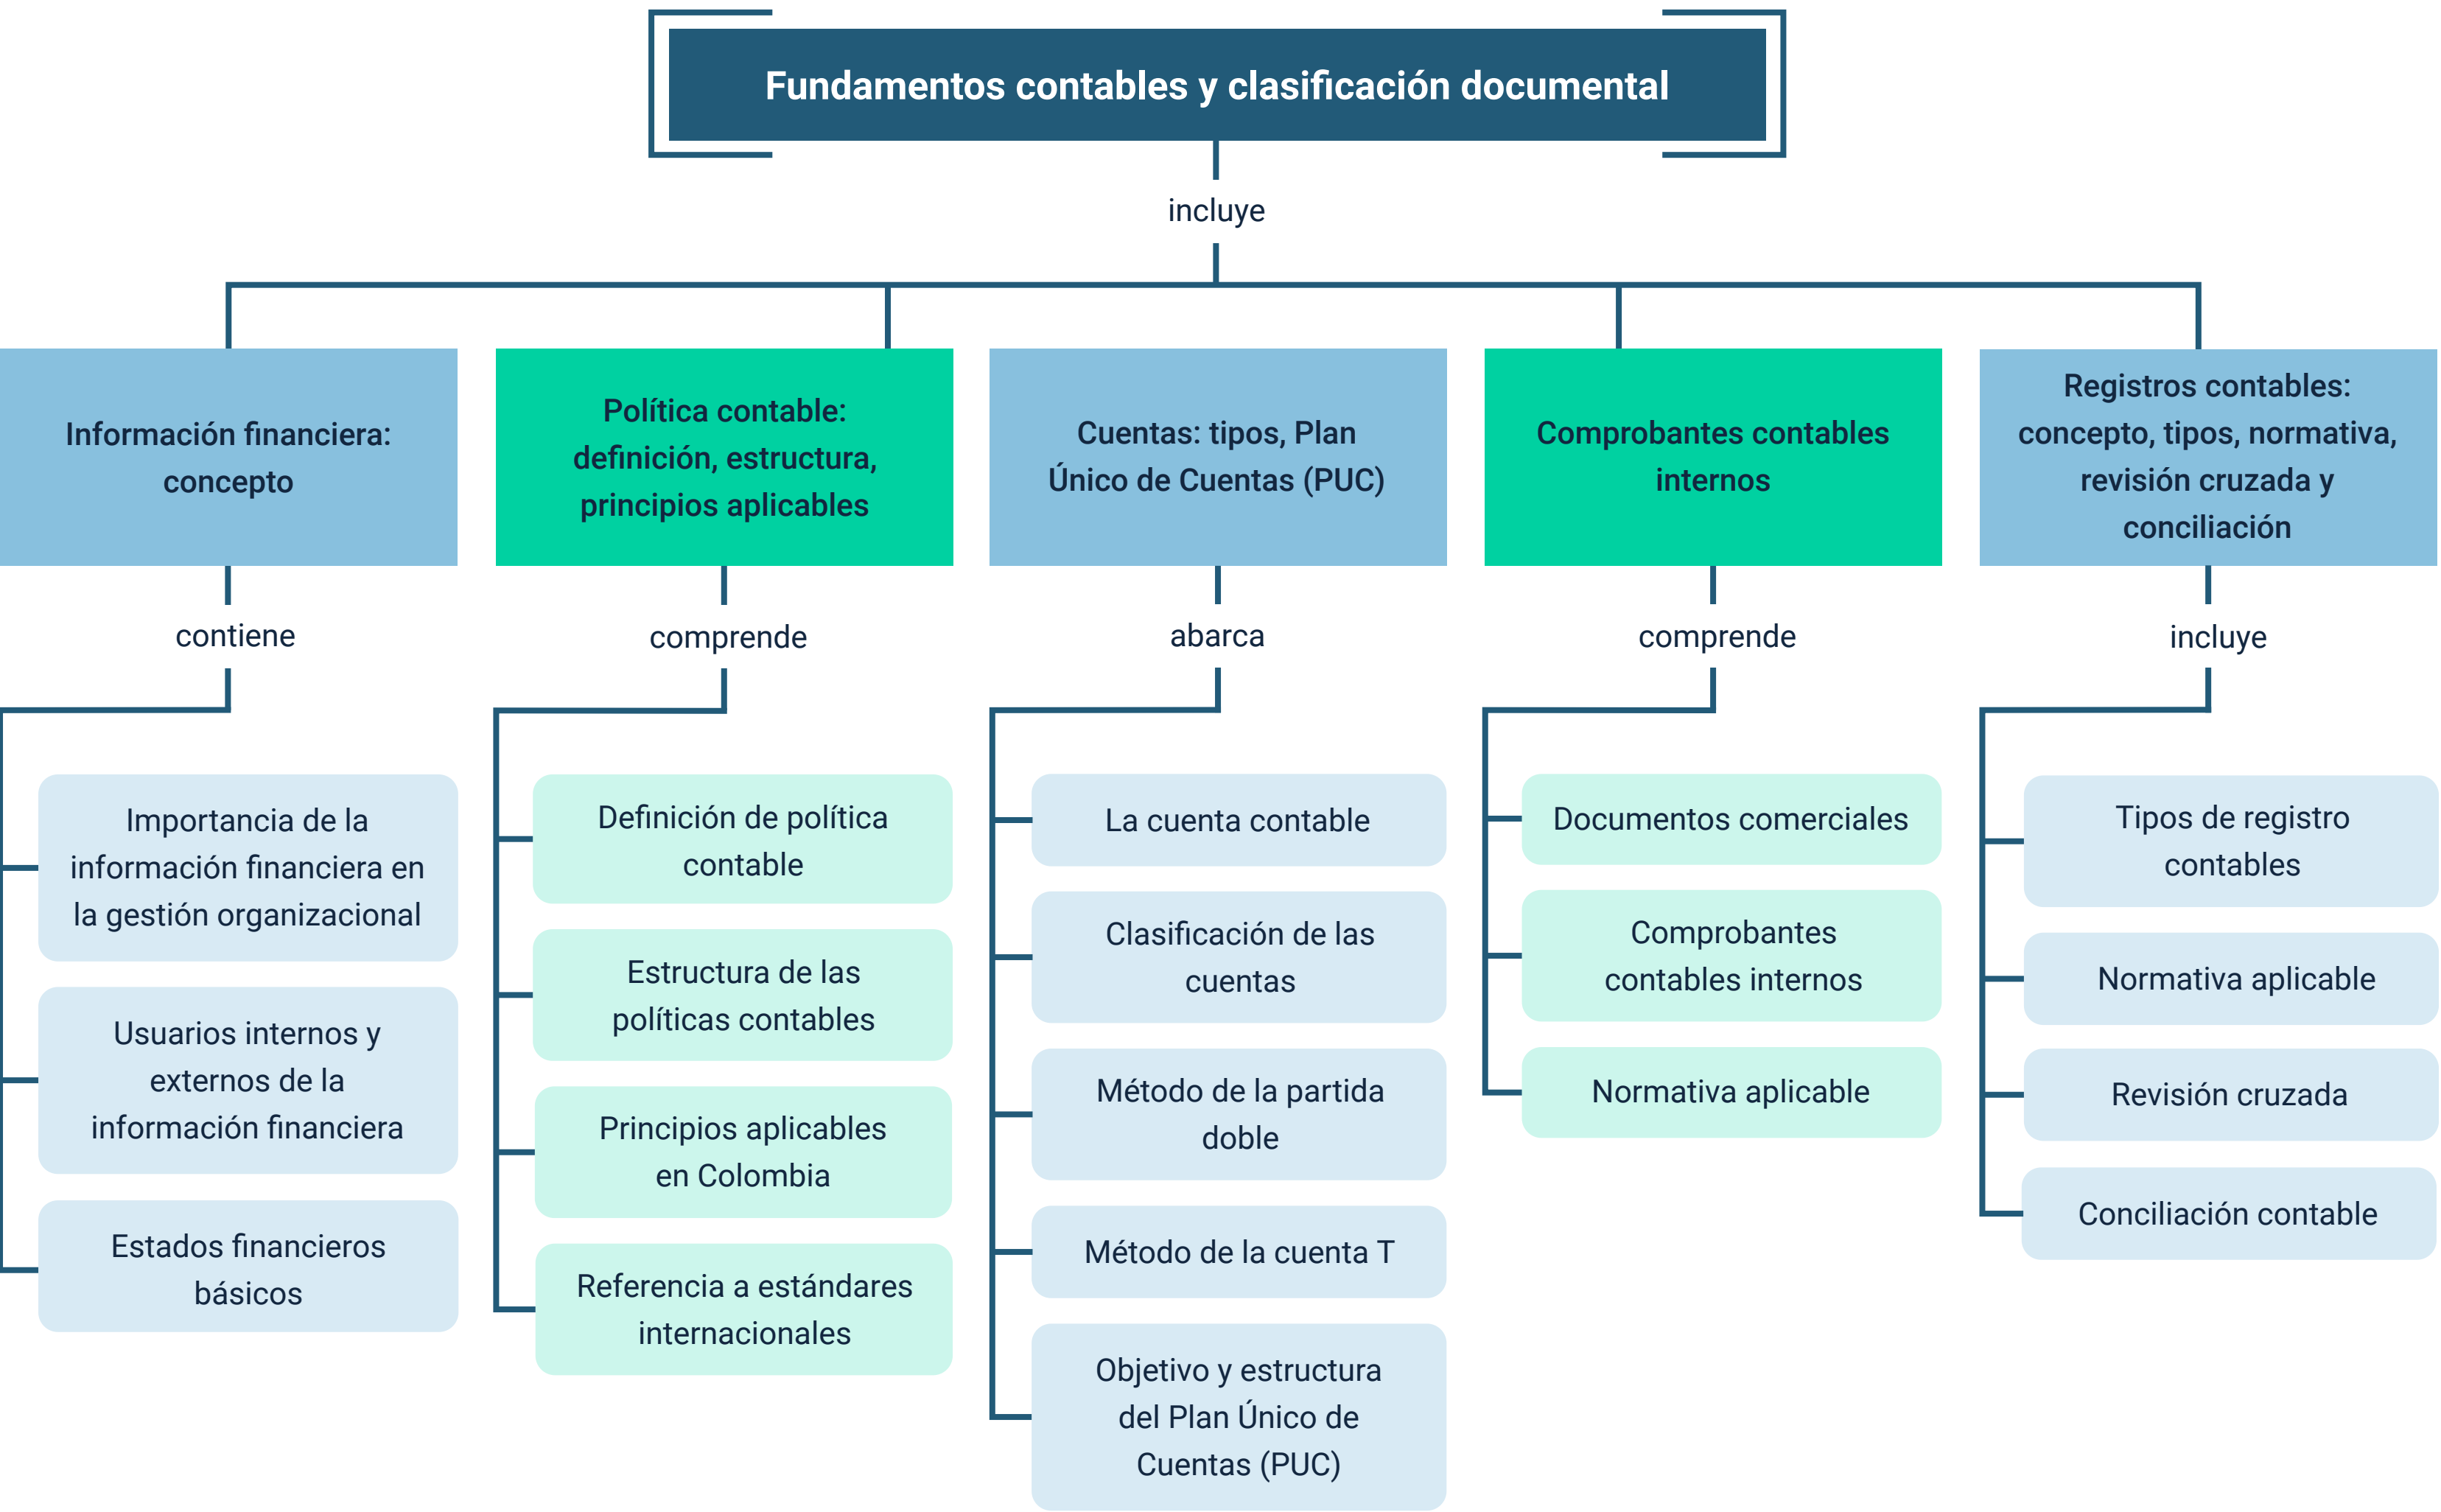 Fundamentos contables y clasificación documental
incluye
Información financiera:
concepto
Política contable:
definición, estructura,
principios aplicables
Cuentas: tipos, Plan
Único de Cuentas (PUC)
Comprobantes contables
internos
Registros contables:
concepto, tipos, normativa,
revisión cruzada y
conciliación
contiene
comprende
abarca
comprende
incluye
Importancia de la
información financiera en
la gestión organizacional
Usuarios internos y
externos de la
información financiera
Estados financieros
básicos
Definición de política
contable
Estructura de las
políticas contables
Principios aplicables
en Colombia
Referencia a estándares
internacionales
La cuenta contable
Clasificación de las
cuentas
Método de la partida
doble
Método de la cuenta T
Objetivo y estructura
del Plan Único de
Cuentas (PUC)
Documentos comerciales
Comprobantes
contables internos
Normativa aplicable
Tipos de registro
contables
Normativa aplicable
Revisión cruzada
Conciliación contable